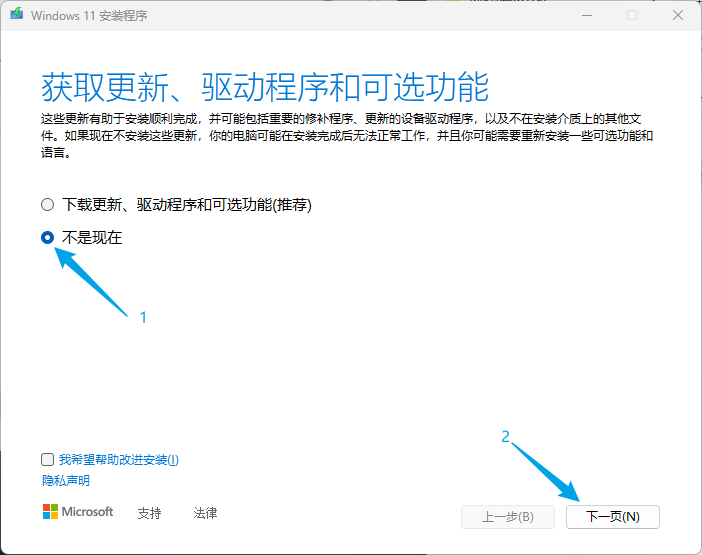 Windows 11 安装程序
获取更新、驱动程序和可选功能
这些更新有助于安装顺利完成，并可能包括重要的修补程序、更新的设备驱动程序，以及不在安装介质上的其他文
件。如果现在不安装这些更新，你的电脑可能在安装完成后无法正常工作，并且你可能需要重新安装一些可选功能和
语言。
下载更新、驱动程序和可选功能(推荐)
不是现在
1
2
我希望帮助改进安装(I)
隐私声明
Microsoft 支持 法律
上一步(B) 下一页(N)